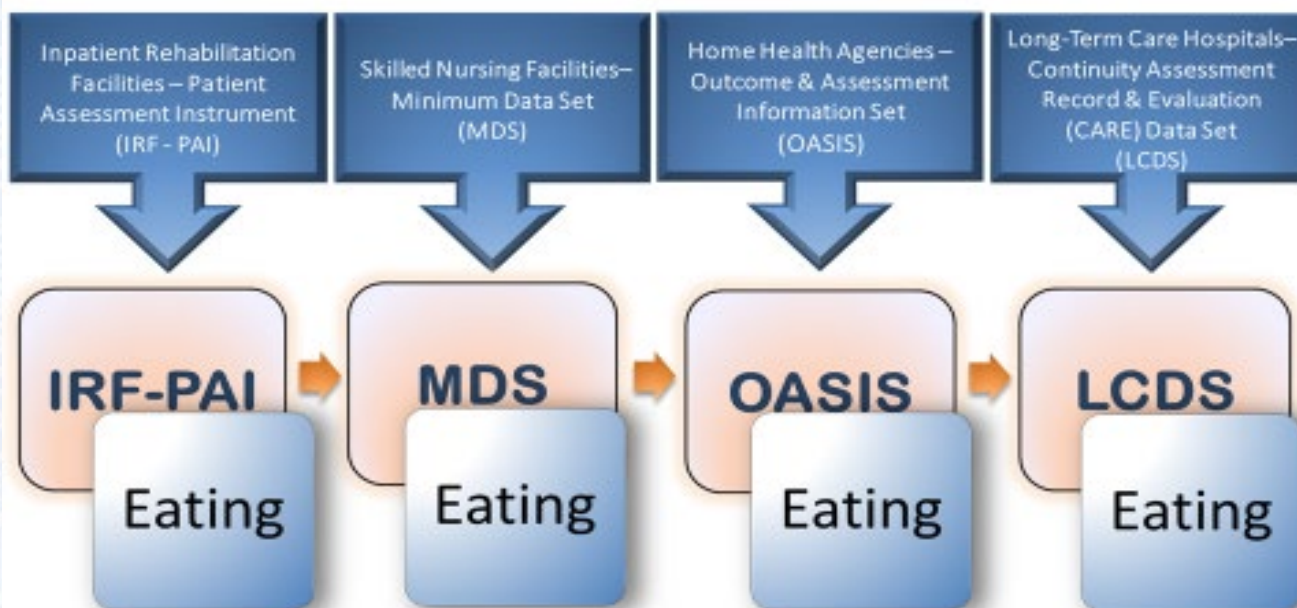 Inpatient Rehabilitation
Facilities – Patient
Assessment Instrument
(IRF - PAI)
Skilled Nursing Facilities–
Minimum Data Set
(MDS)
Home Health Agencies –
Outcome & Assessment
Information Set
(OASIS)
Long-Term Care Hospitals–
Continuity Assessment
Record & Evaluation
(CARE) Data Set
(LCDS)
IRF-PAI
MDS
OASIS
LCDS
Eating
Eating
Eating
Eating